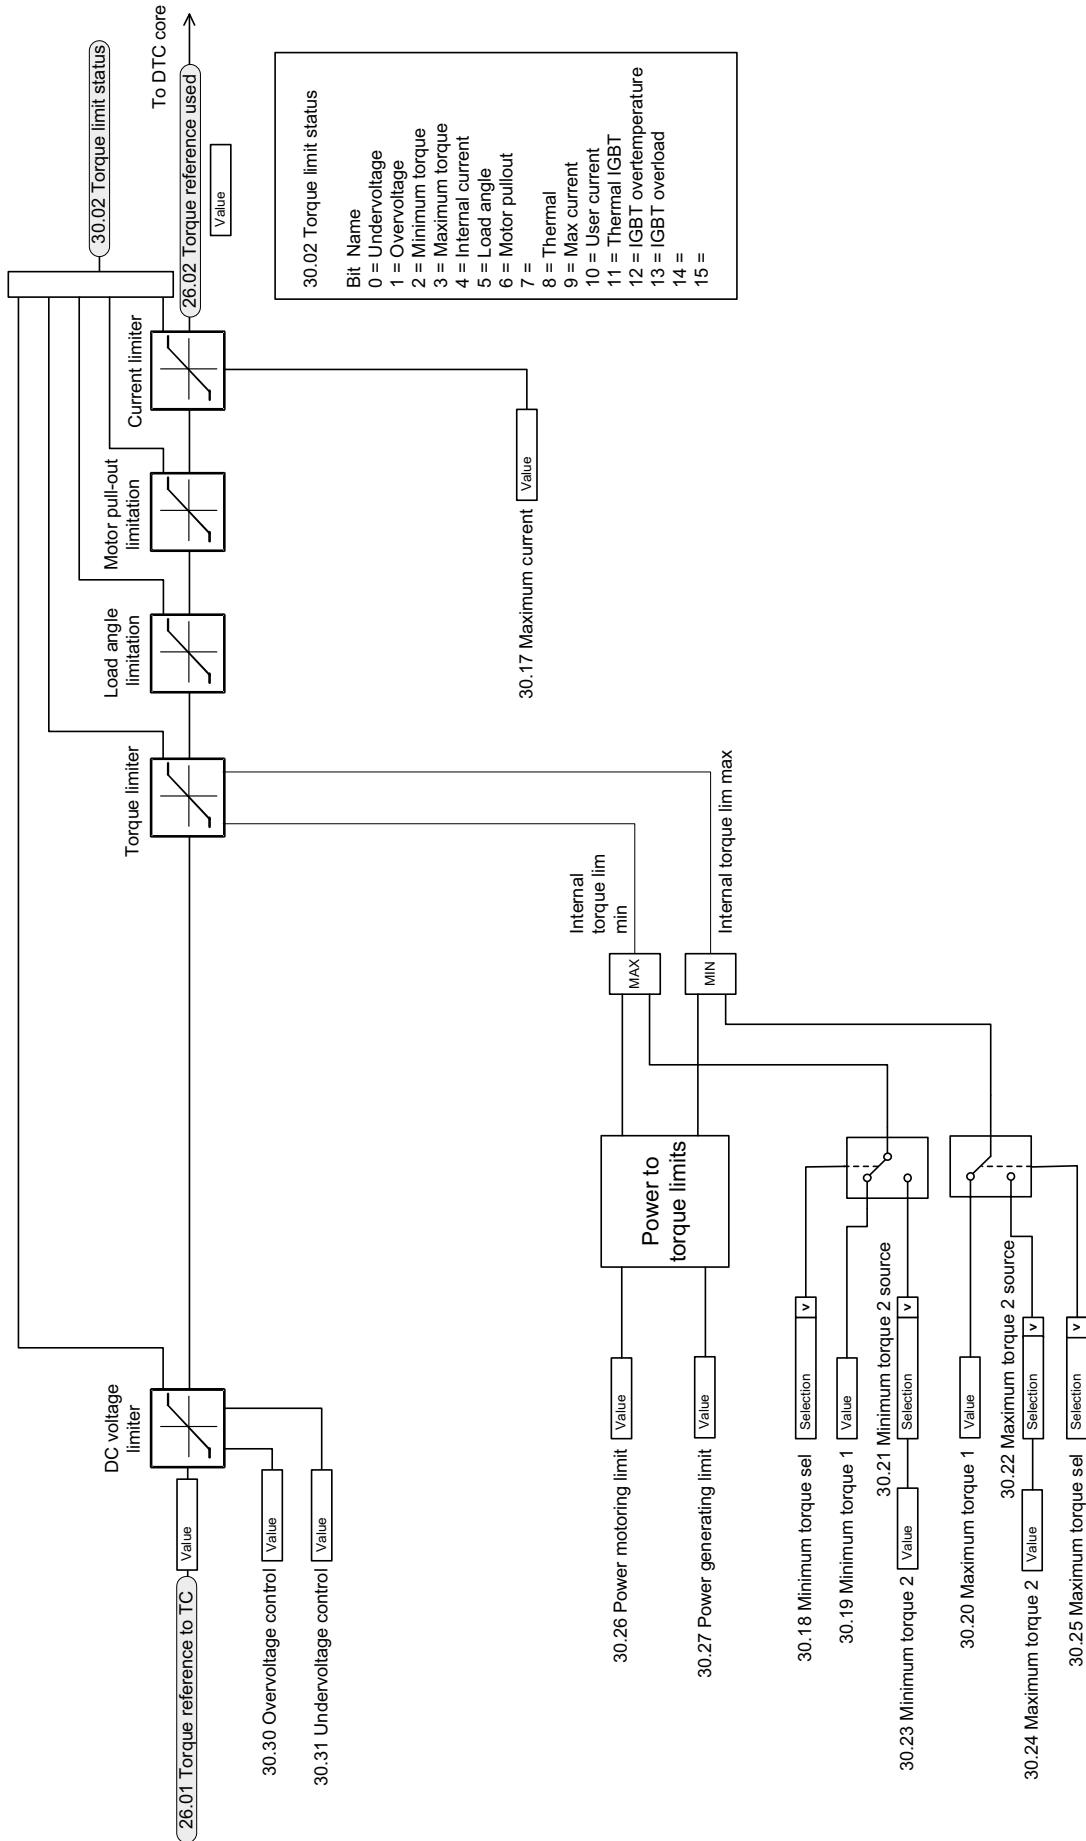 26.01 Torque reference to TC
Value
DC voltage
limiter
30.30 Overvoltage control
Value
30.31 Undervoltage control
Value
Torque limiter
Load angle
limitation
Motor pull-out
limitation
Current limiter
30.02 Torque limit status
26.02 Torque reference used
To DTC core
Value
30.02 Torque limit status
Bit Name
0 = Undervoltage
1 = Overvoltage
2 = Minimum torque
3 = Maximum torque
4 = Internal current
5 = Load angle
6 = Motor pullout
7 =
8 = Thermal
9 = Max current
10 = User current
11 = Thermal IGBT
12 = IGBT overtemperature
13 = IGBT overload
14 =
15 =
30.17 Maximum current
Value
Internal
torque lim
min
MAX
MIN
Internal torque lim max
Power to
torque limits
30.26 Power motoring limit
Value
30.27 Power generating limit
Value
30.18 Minimum torque sel
Selection
v
30.19 Minimum torque 1
Value
30.21 Minimum torque 2 source
30.23 Minimum torque 2
Value
Selection
v
30.20 Maximum torque 1
Value
30.22 Maximum torque 2 source
30.24 Maximum torque 2
Value
Selection
v
30.25 Maximum torque sel
Selection
v